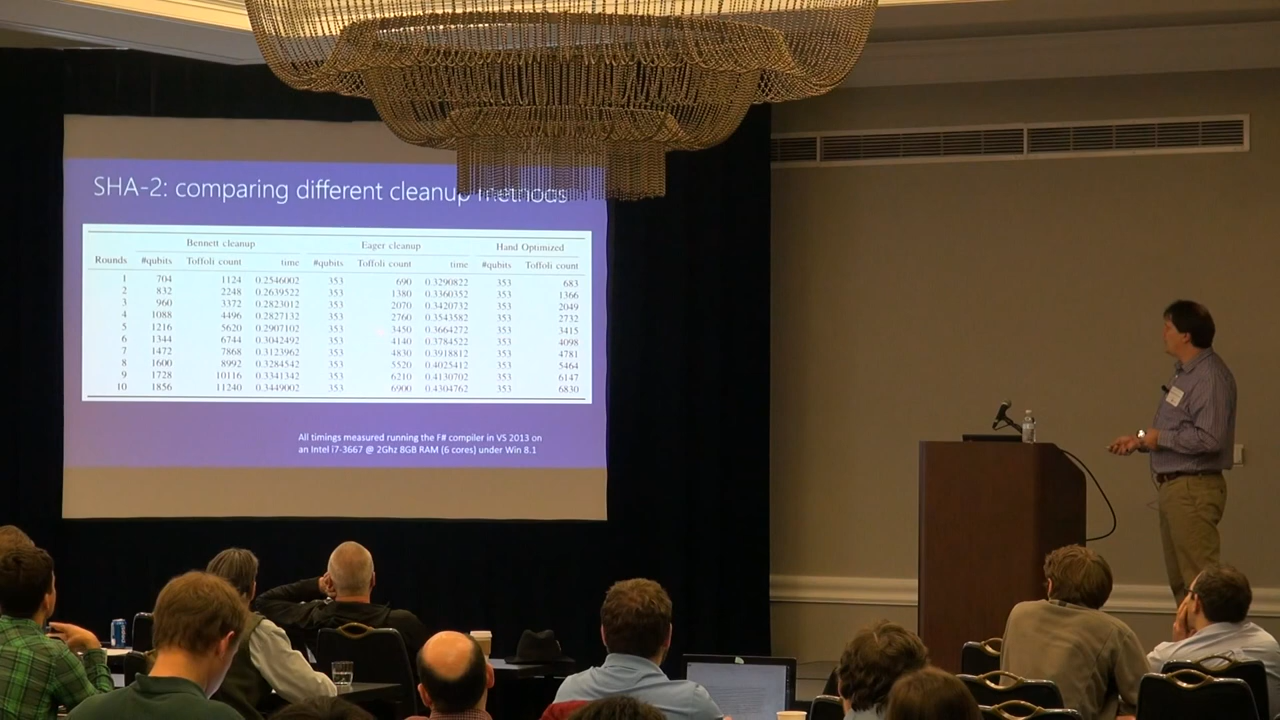 SHA-2: comparing different cleanup methods
Bennett cleanup Eager cleanup Hand Optimized
Rounds #qubits Toffoli count time #qubits Toffoli count time #qubits Toffoli count
1 704 1124 0.2546002 353 690 0.3290822 353 683
2 832 2248 0.2639522 353 1380 0.3360352 353 1366
3 960 3372 0.2823012 353 2070 0.3420732 353 2049
4 1088 4496 0.2827132 353 2760 0.3543582 353 2732
5 1216 5620 0.2907102 353 3450 0.3664272 353 3415
6 1344 6744 0.3042492 353 4140 0.3784522 353 4098
7 1472 7868 0.3123962 353 4830 0.3918812 353 4781
8 1600 8992 0.3284542 353 5520 0.4025412 353 5464
9 1728 10116 0.3341342 353 6210 0.4130702 353 6147
10 1856 11240 0.3449002 353 6900 0.4304762 353 6830
All timings measured running the F# compiler in VS 2013 on
an Intel i7-3667 @ 2Ghz 8GB RAM (6 cores) under Win 8.1